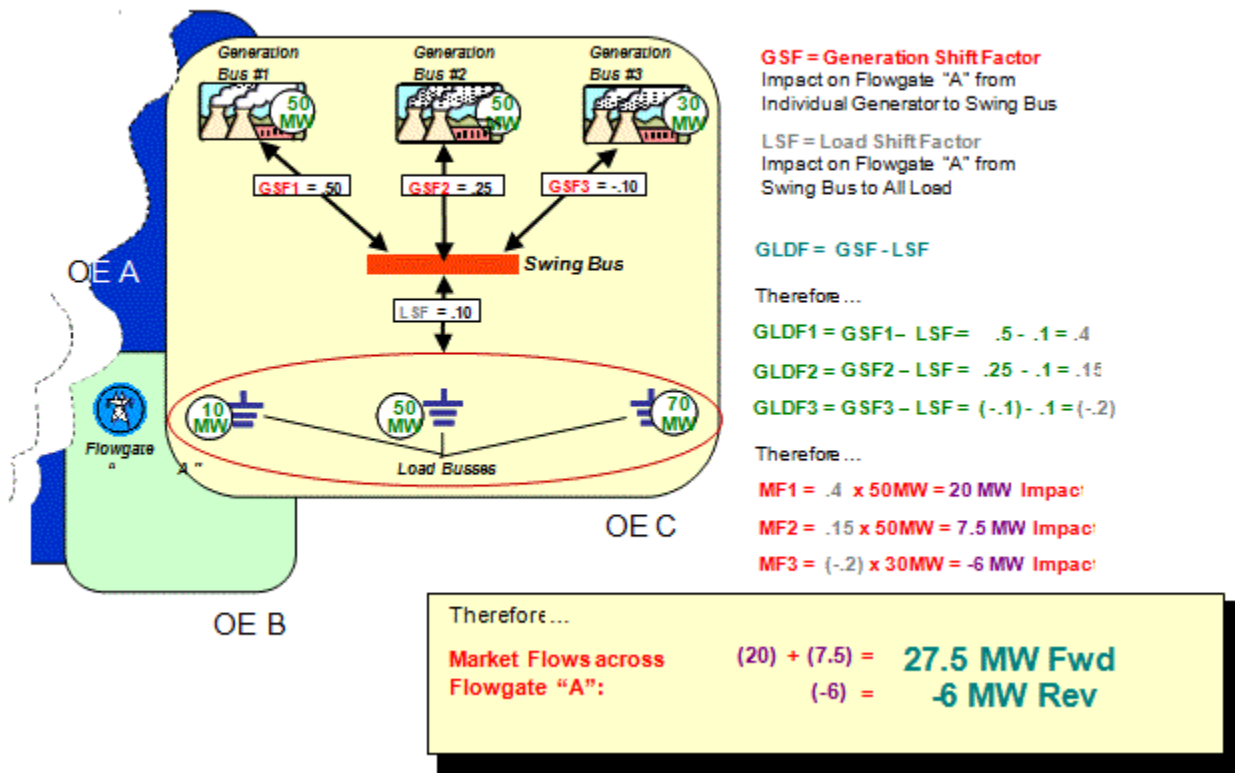 Generation
Bus #1
Generation
Bus #2
Generation
Bus #3
50
MW
50
MW
30
MW
GSF1 = .50
GSF2 = .25
GSF3 = -.10
Swing Bus
LSF = .10
OE A
10
MW
50
MW
70
MW
Flowgate
" A "
Load Busses
OE C
OE B
GSF = Generation Shift Factor
Impact on Flowgate "A" from
Individual Generator to Swing Bus
LSF = Load Shift Factor
Impact on Flowgate "A" from
Swing Bus to All Load
GLDF = GSF - LSF
Therefore...
GLDF1 = GSF1 – LSF = .5 - .1 = .4
GLDF2 = GSF2 – LSF = .25 - .1 = .15
GLDF3 = GSF3 – LSF = (-.1) - .1 = (-.2)
Therefore...
MF1 = .4 x 50MW = 20 MW Impact
MF2 = .15 x 50MW = 7.5 MW Impact
MF3 = (-.2) x 30MW = -6 MW Impact
Therefore...
Market Flows across (20) + (7.5) = 27.5 MW Fwd
Flowgate “A”: (-6) = -6 MW Rev